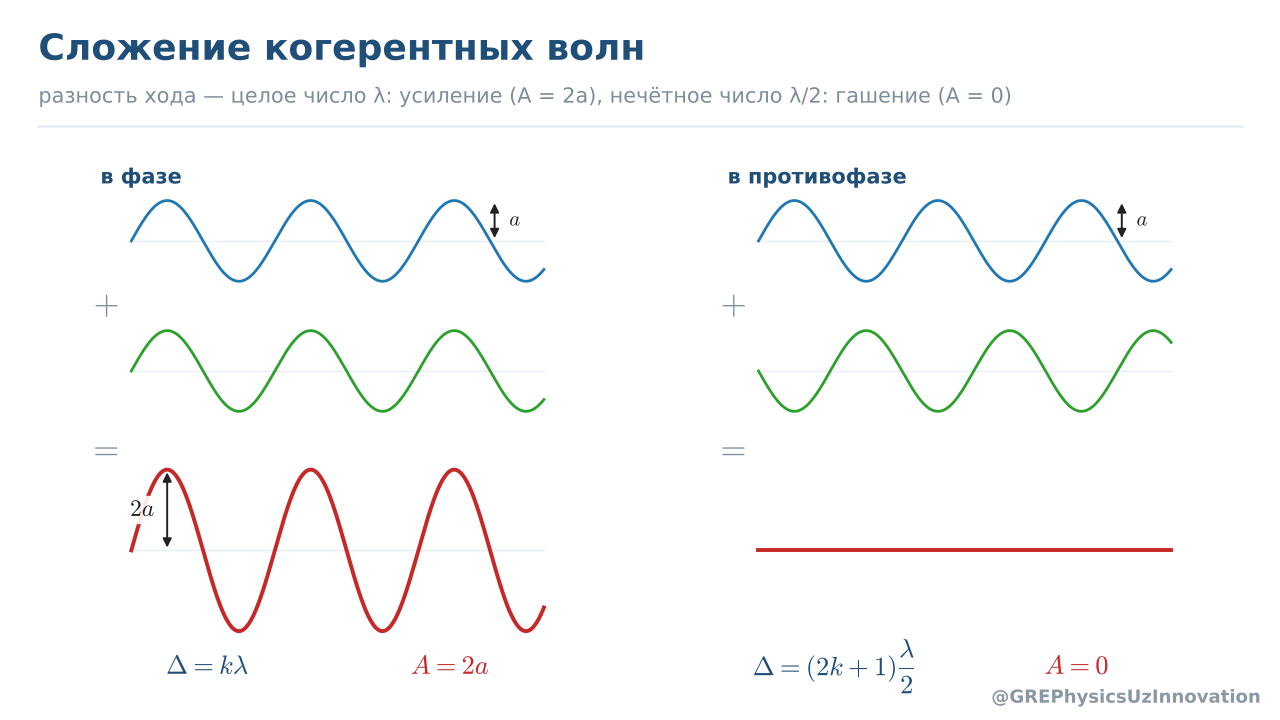 Сложение когерентных волн
разность хода — целое число λ: усиление (A = 2a), нечётное число λ/2: гашение (A = 0)
в фазе
a
+
=
2a
Δ = kλ
A = 2a
в противофазе
a
+
=
Δ = (2k + 1) λ/2
A = 0
@GREPhysicsUzInnovation